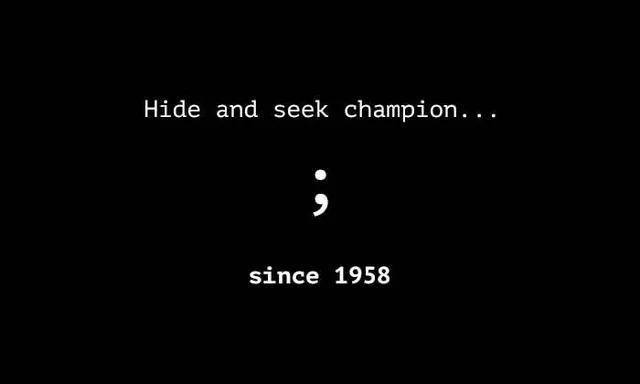 Hide and seek champion...
;
since 1958